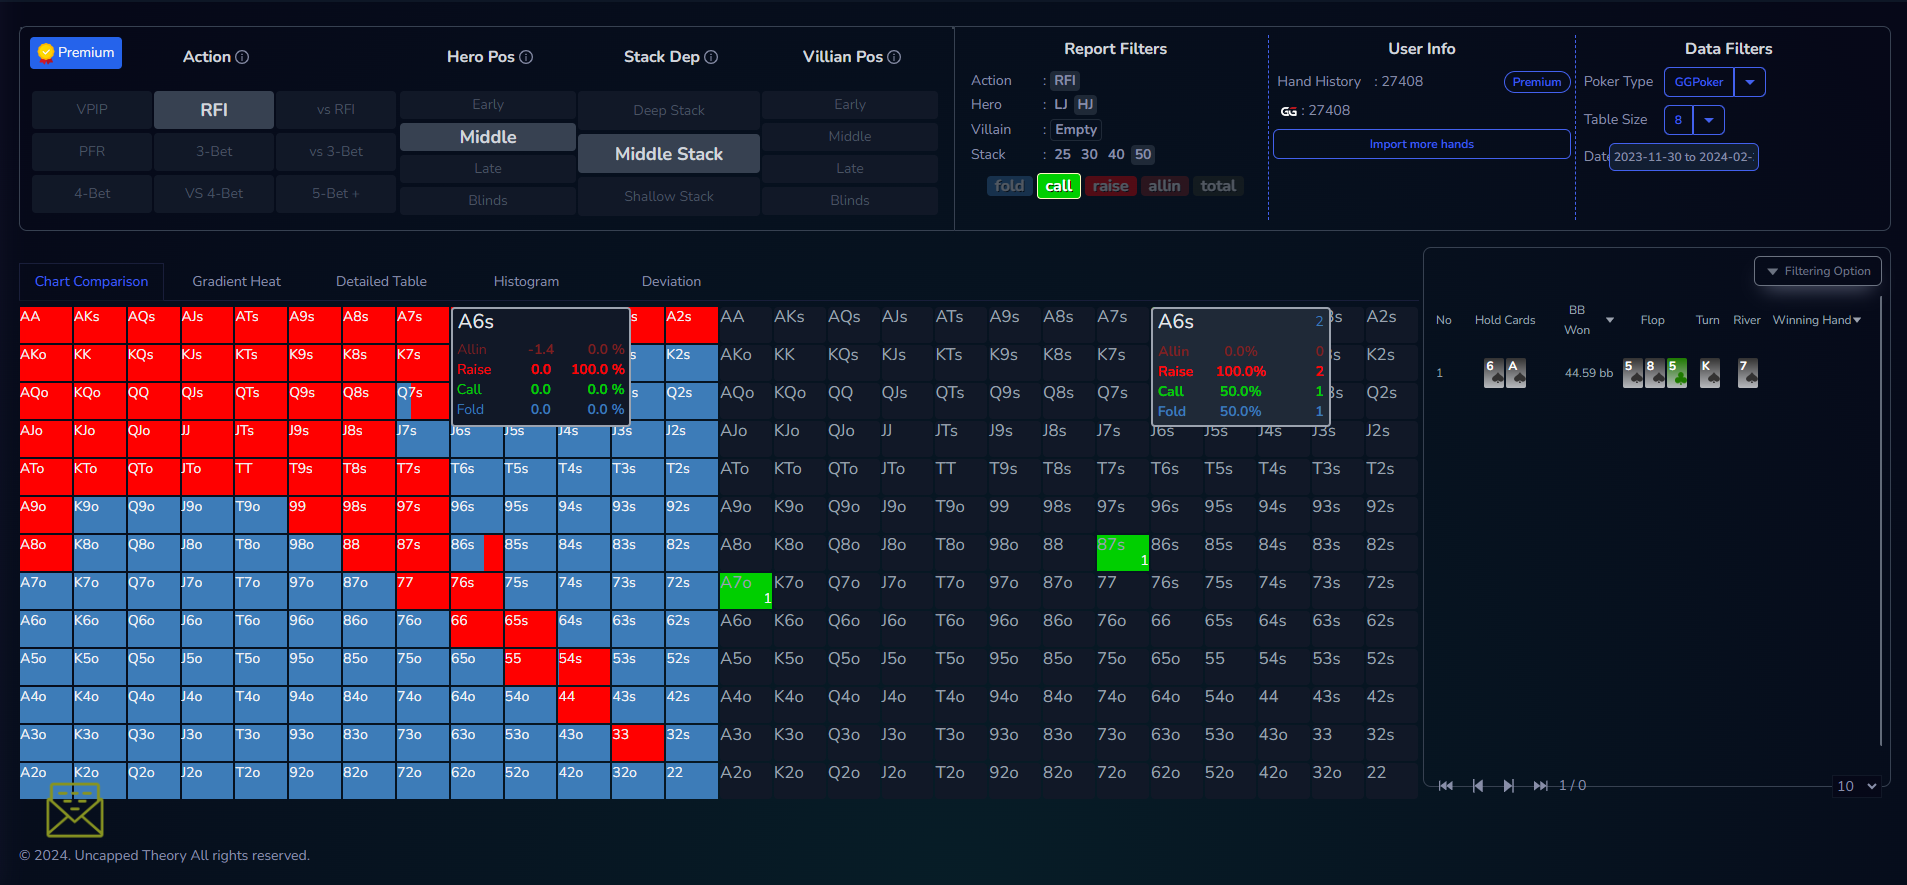 Premium
Action
Hero Pos
Stack Dep
Villian Pos
VPIP RFI vs RFI
PFR 3-Bet vs 3-Bet
4-Bet VS 4-Bet 5-Bet +
Early
Middle
Late
Blinds
Deep Stack
Middle Stack
Shallow Stack
Early
Middle
Late
Blinds
Report Filters
Action : RFI
Hero : LJ HJ
Villain : Empty
Stack : 25 30 40 50
fold call raise allin total
User Info
Hand History : 27408 Premium
GG : 27408
Import more hands
Data Filters
Poker Type GGPoker
Table Size 8
Date 2023-11-30 to 2024-02-
Chart Comparison Gradient Heat Detailed Table Histogram Deviation
AA AKs AQs AJs ATs A9s A8s A7s s A2s
AKo KK KQs KJs KTs K9s K8s K7s s K2s
AQo KQo QQ QJs QTs Q9s Q8s Q7s s Q2s
AJo KJo QJo JJ JTs J9s J8s J7s J6s J5s J4s J3s J2s
ATo KTo QTo JTo TT T9s T8s T7s T6s T5s T4s T3s T2s
A9o K9o Q9o J9o T9o 99 98s 97s 96s 95s 94s 93s 92s
A8o K8o Q8o J8o T8o 98o 88 87s 86s 85s 84s 83s 82s
A7o K7o Q7o J7o T7o 97o 87o 77 76s 75s 74s 73s 72s
A6o K6o Q6o J6o T6o 96o 86o 76o 66 65s 64s 63s 62s
A5o K5o Q5o J5o T5o 95o 85o 75o 65o 55 54s 53s 52s
A4o K4o Q4o J4o T4o 94o 84o 74o 64o 54o 44 43s 42s
A3o K3o Q3o J3o T3o 93o 83o 73o 63o 53o 43o 33 32s
A2o K2o Q2o J2o T2o 92o 82o 72o 62o 52o 42o 32o 22
A6s
Allin -1.4 0.0 %
Raise 0.0 100.0 %
Call 0.0 0.0 %
Fold 0.0 0.0 %
AA AKs AQs AJs ATs A9s A8s A7s 3s A2s
AKo KK KQs KJs KTs K9s K8s K7s 3s K2s
AQo KQo QQ QJs QTs Q9s Q8s Q7s 3s Q2s
AJo KJo QJo JJ JTs J9s J8s J7s J6s J5s J4s J3s J2s
ATo KTo QTo JTo TT T9s T8s T7s T6s T5s T4s T3s T2s
A9o K9o Q9o J9o T9o 99 98s 97s 96s 95s 94s 93s 92s
A8o K8o Q8o J8o T8o 98o 88 87s 1 86s 85s 84s 83s 82s
A7o 1 K7o Q7o J7o T7o 97o 87o 77 76s 75s 74s 73s 72s
A6o K6o Q6o J6o T6o 96o 86o 76o 66 65s 64s 63s 62s
A5o K5o Q5o J5o T5o 95o 85o 75o 65o 55 54s 53s 52s
A4o K4o Q4o J4o T4o 94o 84o 74o 64o 54o 44 43s 42s
A3o K3o Q3o J3o T3o 93o 83o 73o 63o 53o 43o 33 32s
A2o K2o Q2o J2o T2o 92o 82o 72o 62o 52o 42o 32o 22
A6s 2
Allin 0.0% 0
Raise 100.0% 2
Call 50.0% 1
Fold 50.0% 1
Filtering Option
No Hold Cards BB Won Flop Turn River Winning Hand
1 6 A 44.59 bb 5 8 5 K 7
1 / 0
10
© 2024. Uncapped Theory All rights reserved.